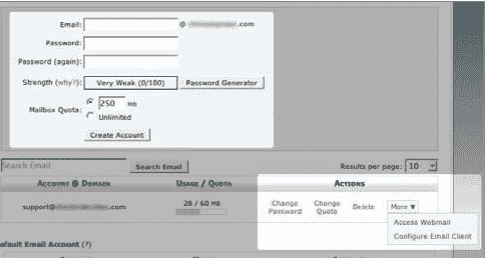 Email: @ .com
Password:
Password (again):
Strength (why?): Very Weak (0/100) Password Generator
Mailbox Quota: 250 MB
Unlimited
Create Account
Search Email Search Email Results per page: 10
ACCOUNT @ DOMAIN USAGE / QUOTA ACTIONS
support@ .com 28 / 60 MB Change Password Change Quota Delete More ▼
Access Webmail
Configure Email Client
efault Email Account (?)